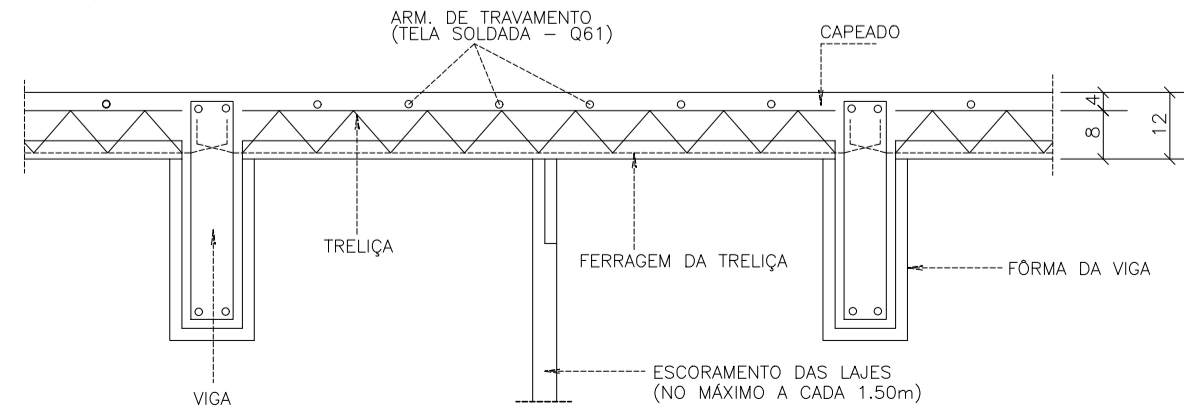 ARM. DE TRAVAMENTO
(TELA SOLDADA – Q61)
CAPEADO
4
8
12
TRELIÇA
FERRAGEM DA TRELIÇA
FÔRMA DA VIGA
ESCORAMENTO DAS LAJES
(NO MÁXIMO A CADA 1.50m)
VIGA